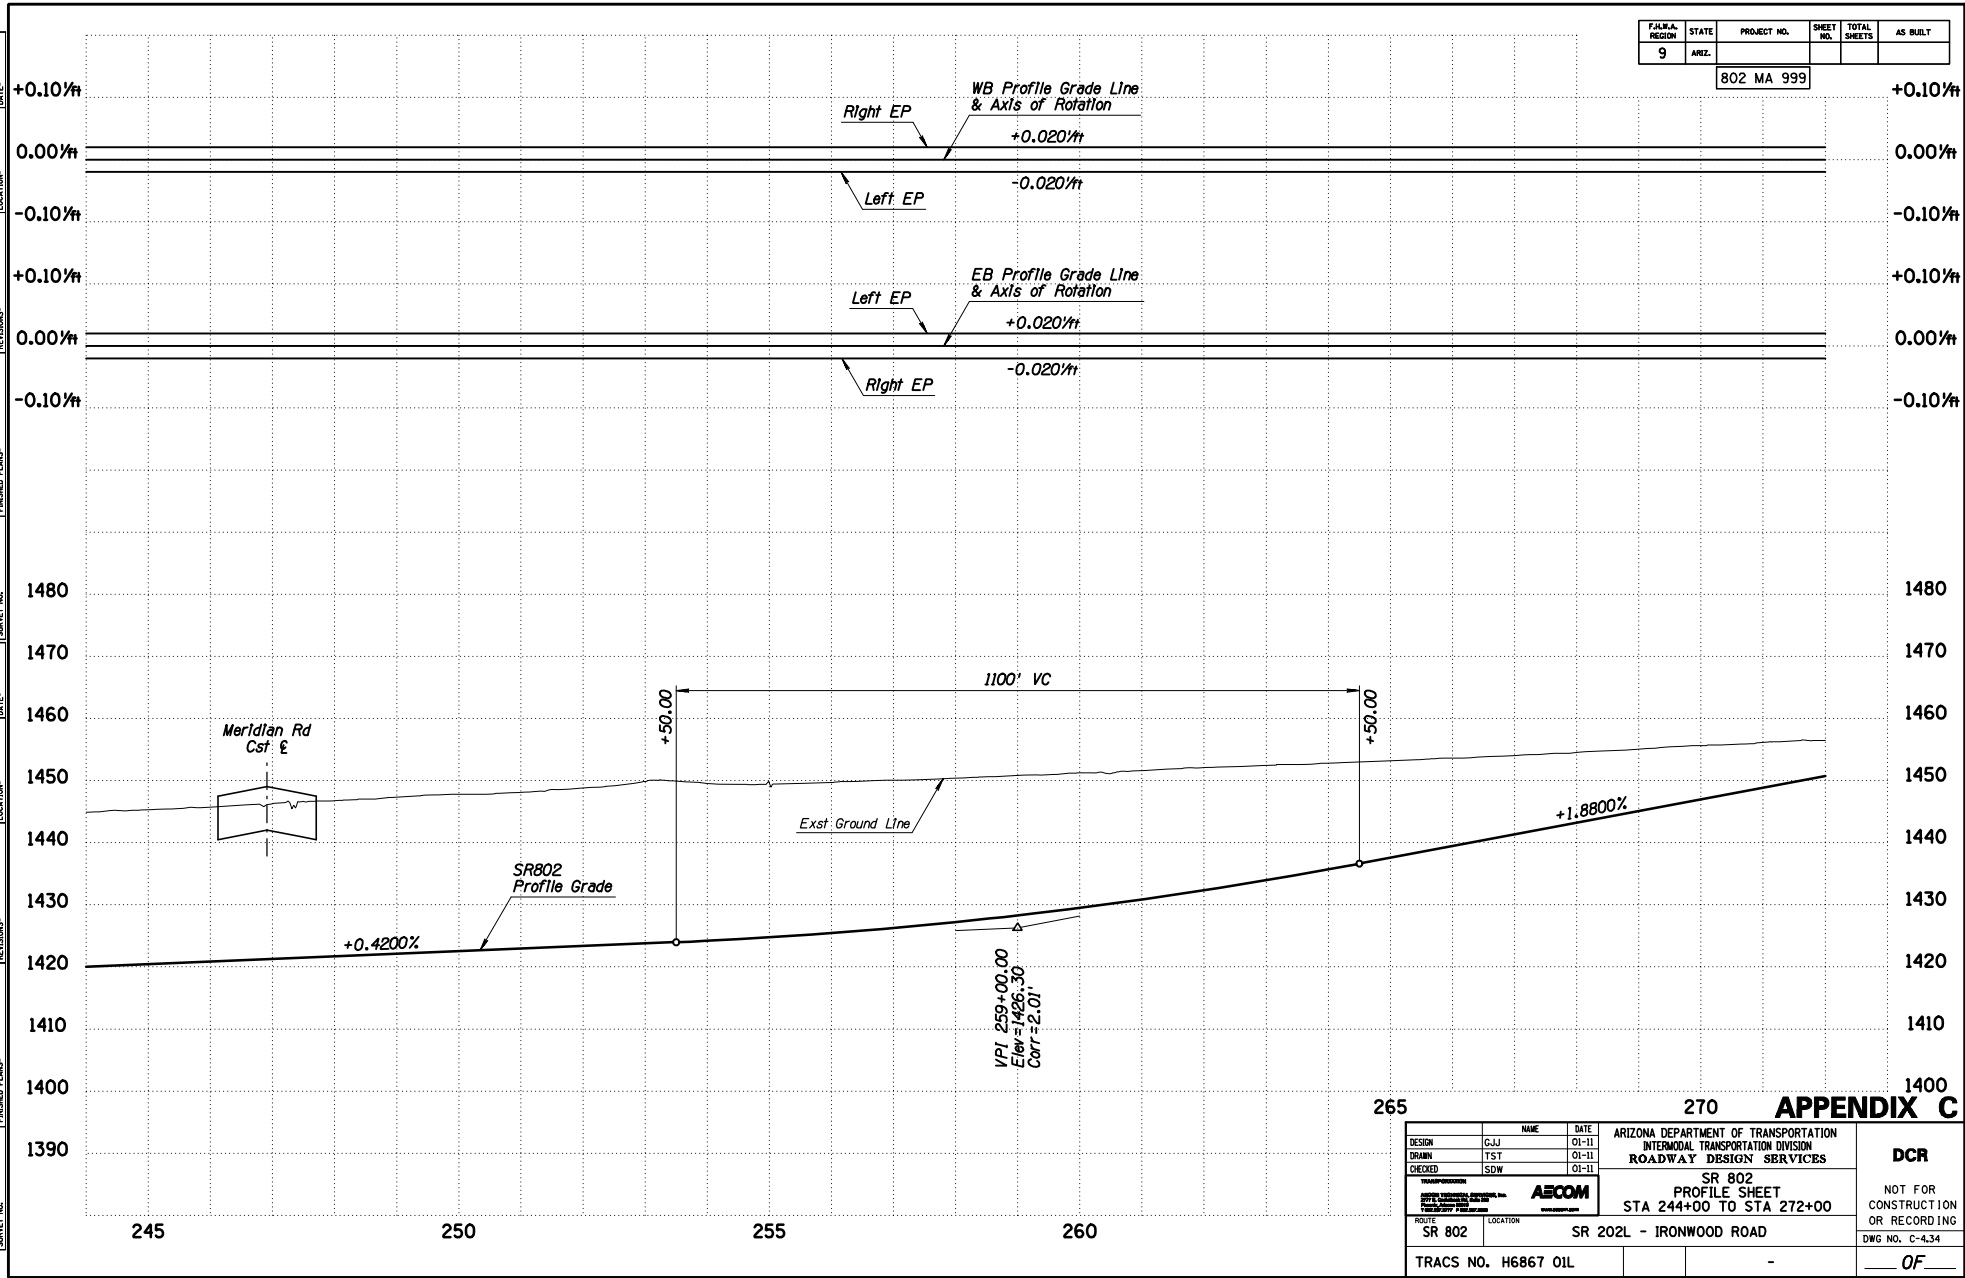 F.H.W.A. REGION
STATE
PROJECT NO.
SHEET NO.
TOTAL SHEETS
AS BUILT
9
ARIZ.
802 MA 999
+0.10'/ft
+0.10'/ft
WB Profile Grade Line
& Axis of Rotation
Right EP
+0.020'/ft
0.00'/ft
0.00'/ft
-0.020'/ft
Left EP
-0.10'/ft
-0.10'/ft
+0.10'/ft
+0.10'/ft
EB Profile Grade Line
& Axis of Rotation
Left EP
+0.020'/ft
0.00'/ft
0.00'/ft
-0.020'/ft
Right EP
-0.10'/ft
-0.10'/ft
1480
1480
1470
1470
1100' VC
+50.00
+50.00
1460
1460
Meridian Rd
Cst ℄
1450
1450
Exst Ground Line
+1.8800%
1440
1440
SR802
Profile Grade
1430
1430
+0.4200%
1420
1420
VPI 259+00.00
Elev=1426.30
Corr=2.01'
1410
1410
1400
1400
265
270
APPENDIX C
1390
245
250
255
260
NAME
DATE
DESIGN
GJJ
01-11
DRAWN
TST
01-11
CHECKED
SDW
01-11
ARIZONA DEPARTMENT OF TRANSPORTATION
INTERMODAL TRANSPORTATION DIVISION
ROADWAY DESIGN SERVICES
DCR
TRANSPORTATION
AECOM
SR 802
PROFILE SHEET
STA 244+00 TO STA 272+00
NOT FOR
CONSTRUCTION
OR RECORDING
ROUTE
SR 802
LOCATION
SR 202L - IRONWOOD ROAD
DWG NO. C-4.34
TRACS NO. H6867 01L
-
OF